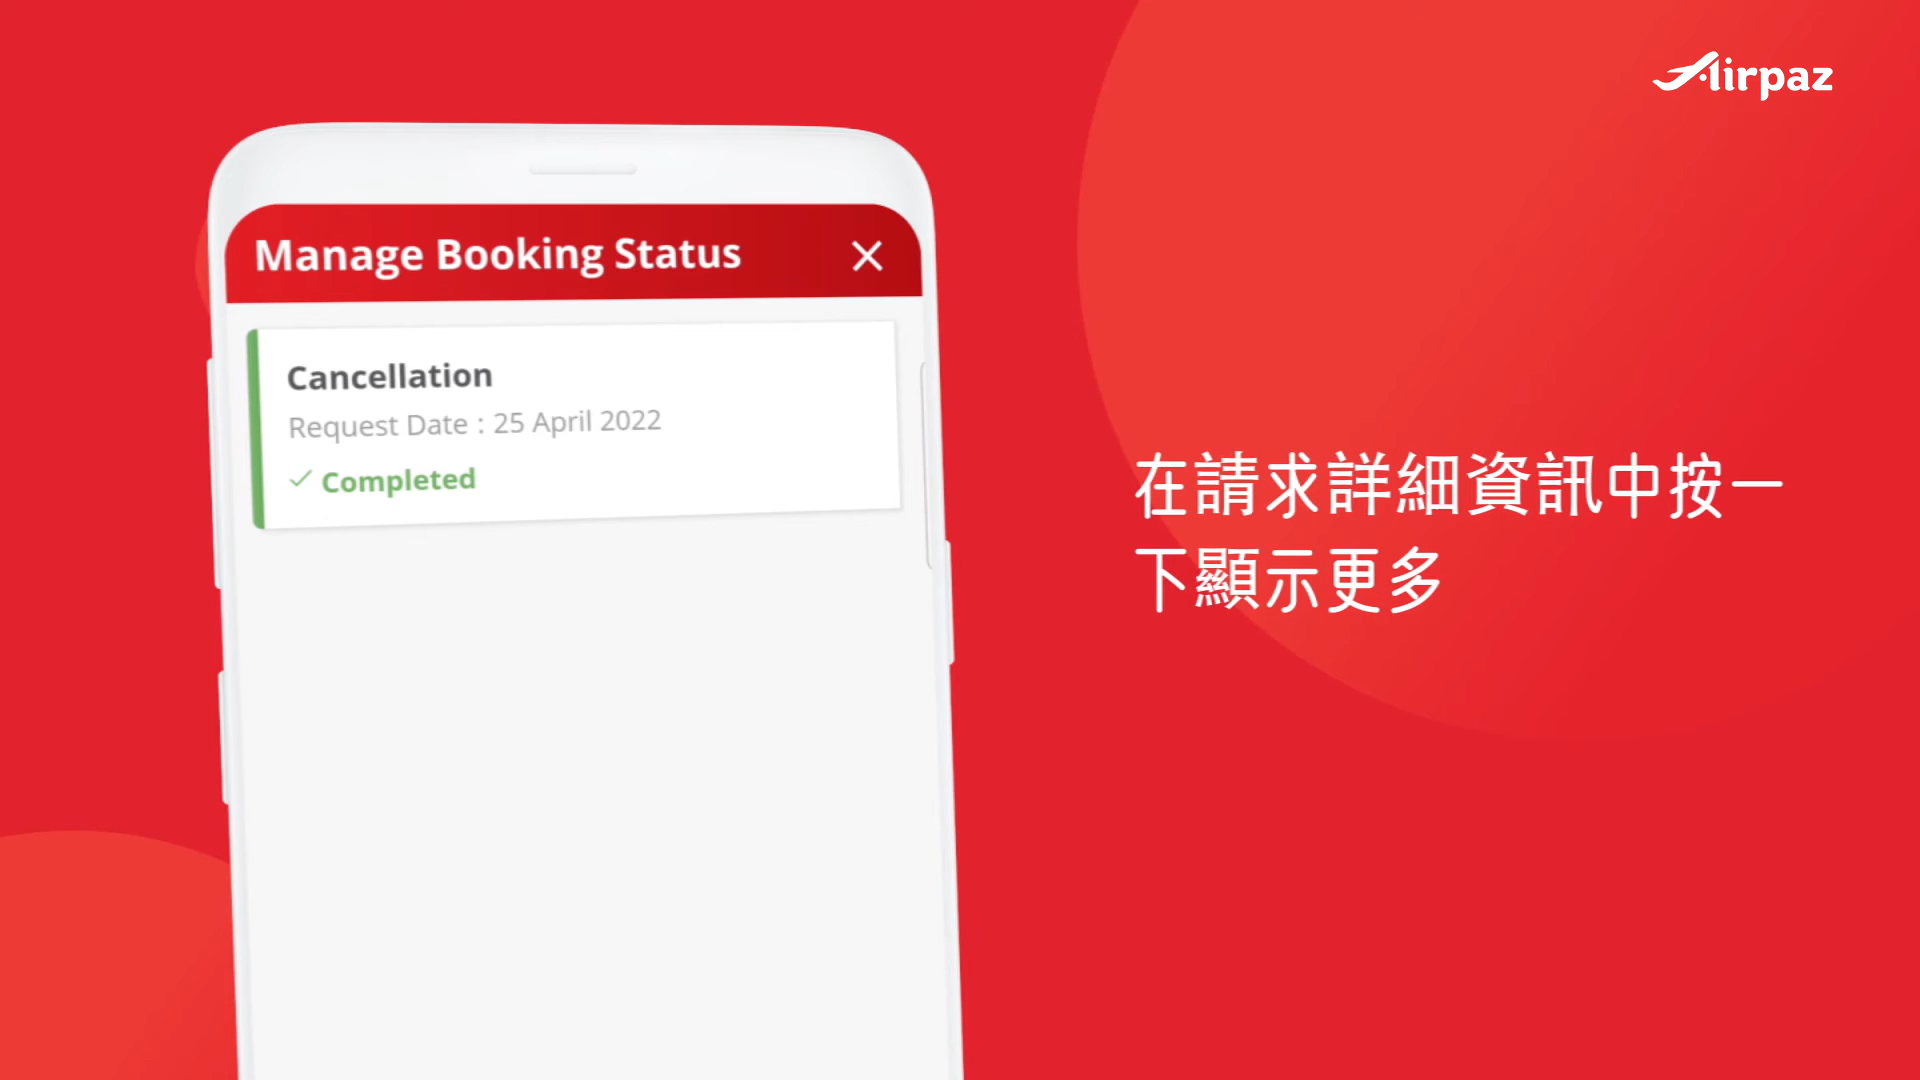 Airpaz
Manage Booking Status
Cancellation
Request Date : 25 April 2022
Completed
在請求詳細資訊中按一
下顯示更多